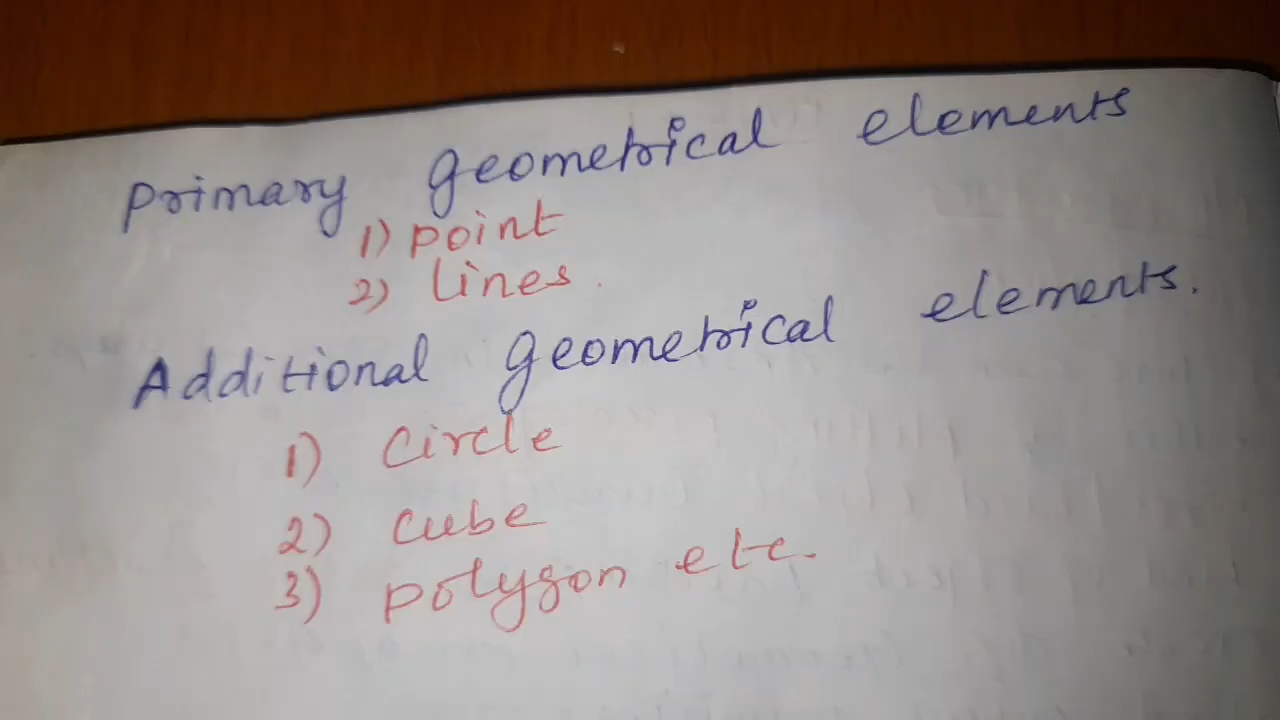 Primary geometrical elements
1) point
2) lines.
Additional geometrical elements.
1) Circle
2) Cube
3) polygon etc.